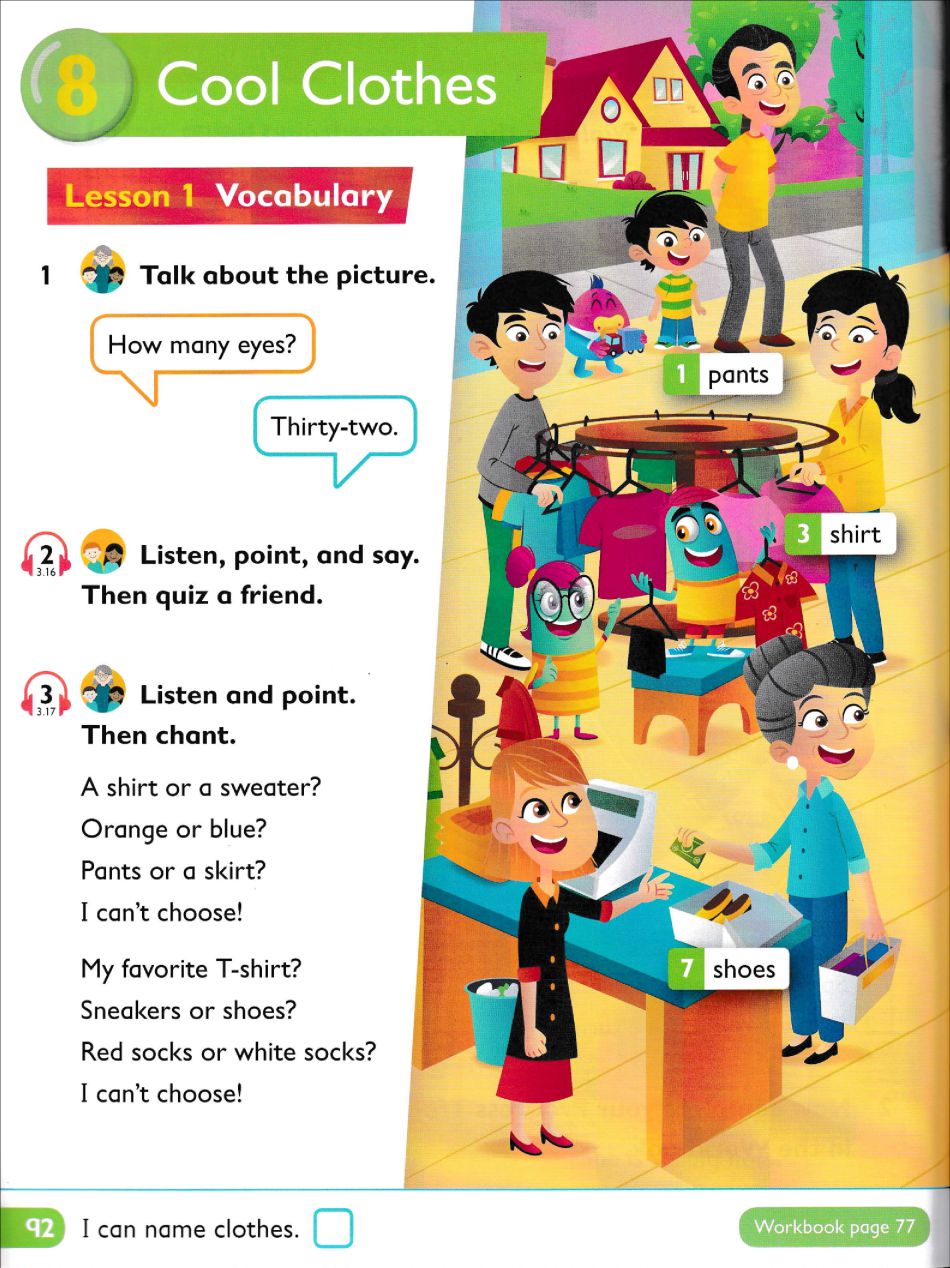 8 Cool Clothes
Lesson 1 Vocabulary
1 Talk about the picture.
How many eyes?
Thirty-two.
2 Listen, point, and say.
3.16
Then quiz a friend.
3 Listen and point.
3.17
Then chant.
A shirt or a sweater?
Orange or blue?
Pants or a skirt?
I can't choose!
My favorite T-shirt?
Sneakers or shoes?
Red socks or white socks?
I can't choose!
1 pants
3 shirt
7 shoes
92 I can name clothes.
Workbook page 77